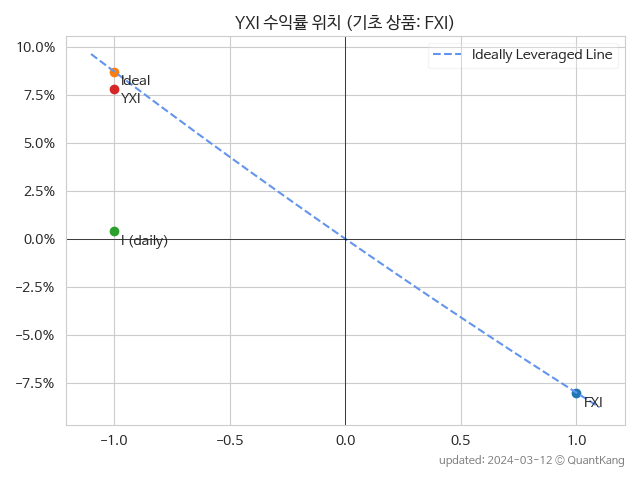 YXI 수익률 위치 (기초 상품: FXI)
10.0%
7.5%
5.0%
2.5%
0.0%
−2.5%
−5.0%
−7.5%
Ideally Leveraged Line
Ideal
YXI
I (daily)
FXI
−1.0 −0.5 0.0 0.5 1.0
updated: 2024-03-12 © QuantKang